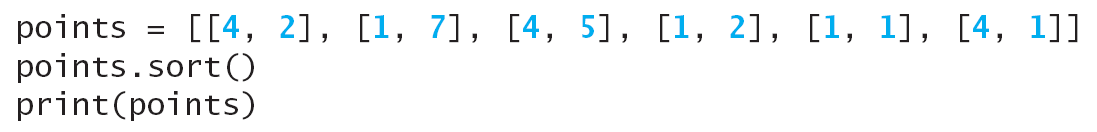 points = [[4, 2], [1, 7], [4, 5], [1, 2], [1, 1], [4, 1]]
points.sort()
print(points)